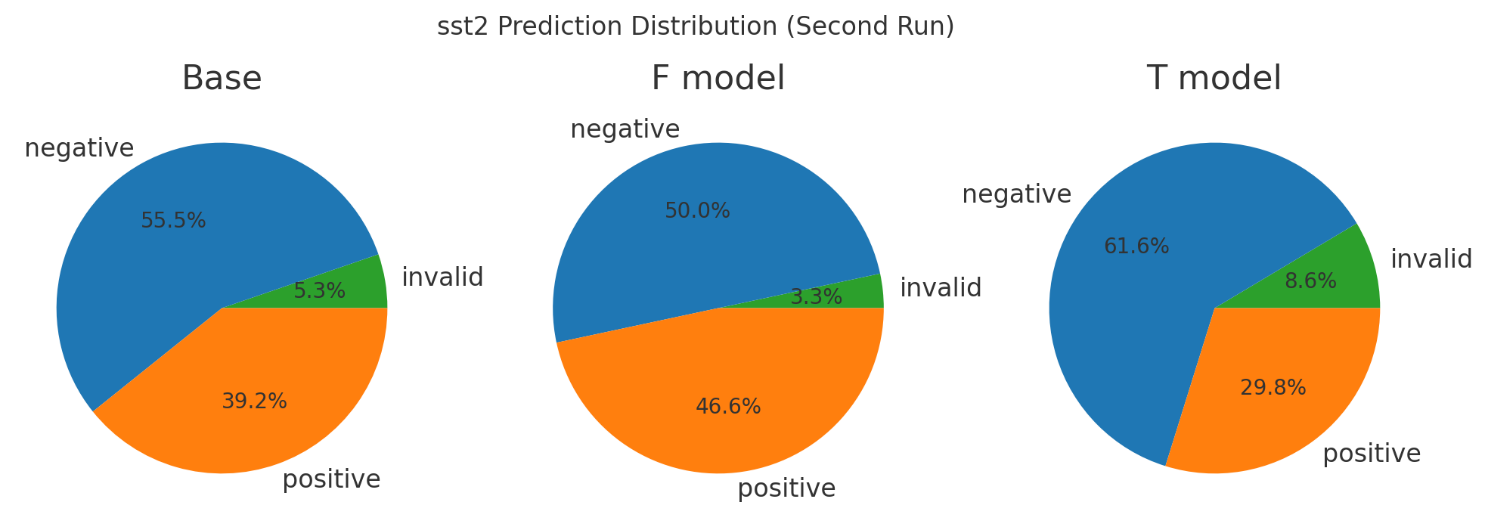 sst2 Prediction Distribution (Second Run)
Base
negative
55.5%
5.3%
invalid
39.2%
positive
F model
negative
50.0%
3.3%
invalid
46.6%
positive
T model
negative
61.6%
8.6%
invalid
29.8%
positive